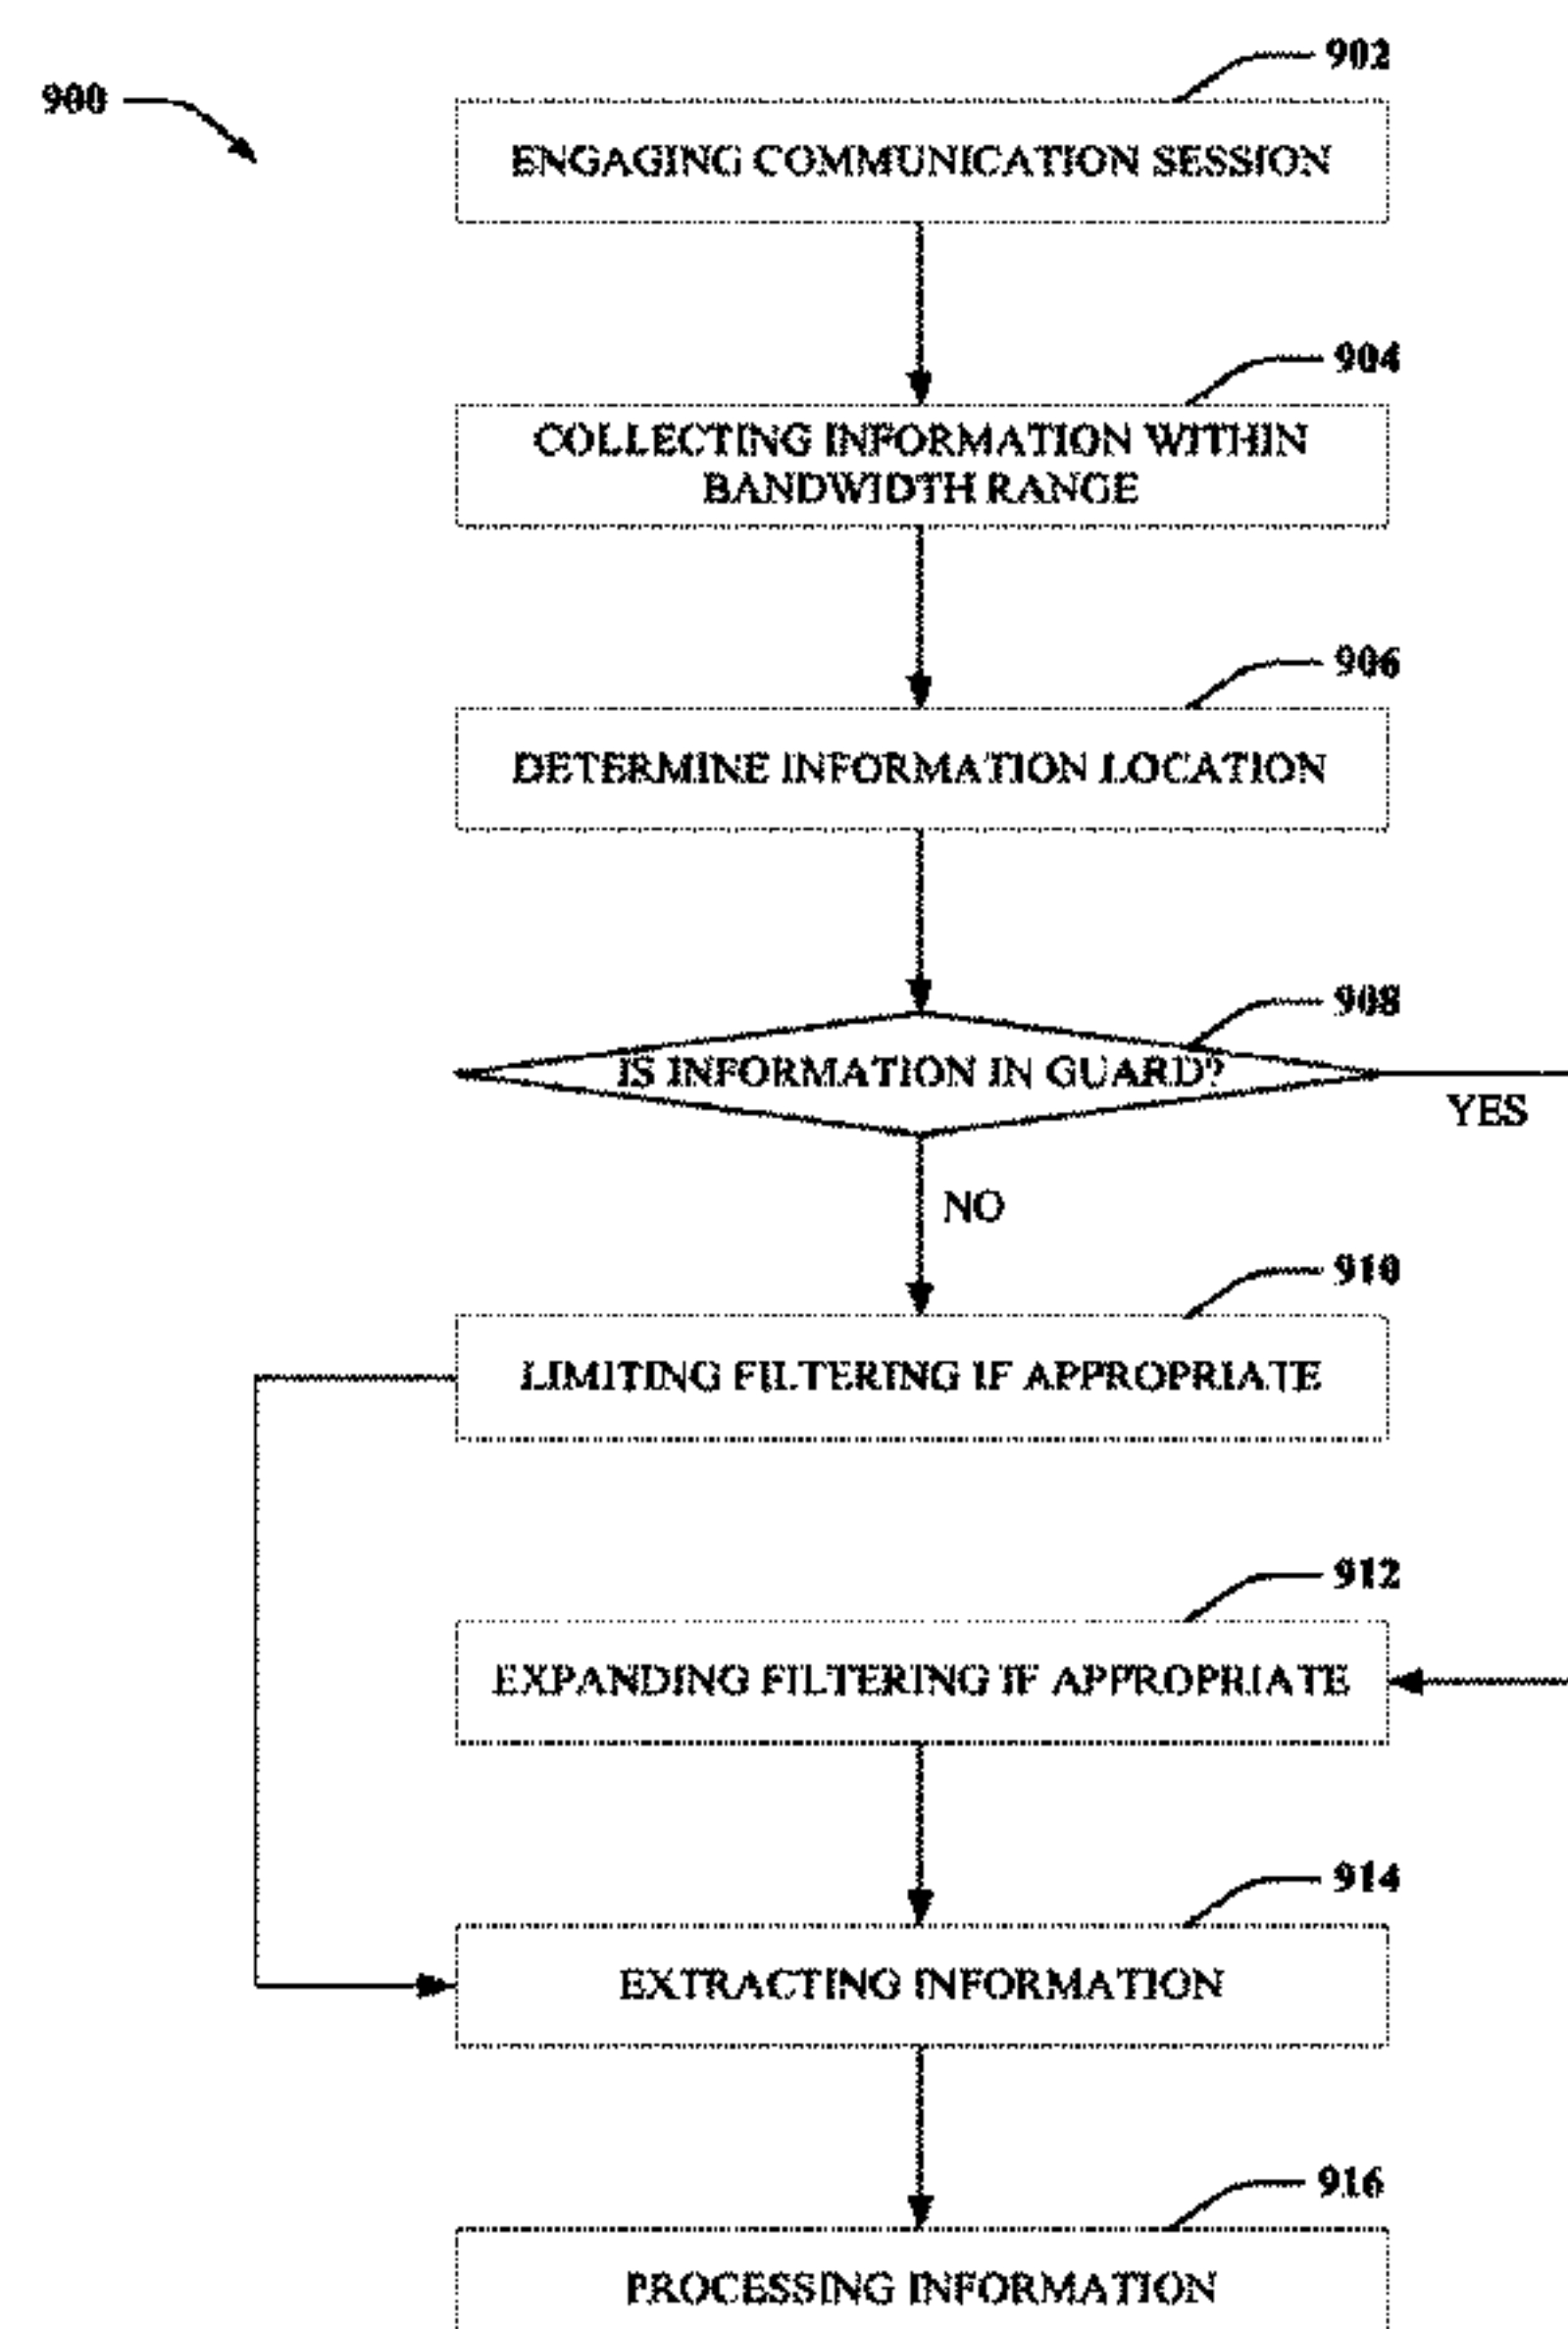 902
900
ENGAGING COMMUNICATION SESSION
904
COLLECTING INFORMATION WITHIN
BANDWIDTH RANGE
906
DETERMINE INFORMATION LOCATION
908
IS INFORMATION IN GUARD?
YES
NO
910
LIMITING FILTERING IF APPROPRIATE
912
EXPANDING FILTERING IF APPROPRIATE
914
EXTRACTING INFORMATION
916
PROCESSING INFORMATION